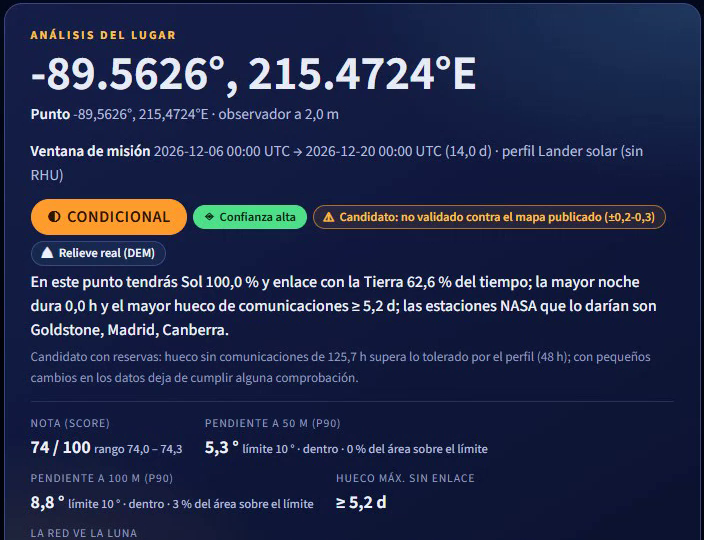 ANÁLISIS DEL LUGAR
-89.5626°, 215.4724°E
Punto -89,5626°, 215,4724°E · observador a 2,0 m
Ventana de misión 2026-12-06 00:00 UTC → 2026-12-20 00:00 UTC (14,0 d) · perfil Lander solar (sin
RHU)
◐ CONDICIONAL
Confianza alta
⚠ Candidato: no validado contra el mapa publicado (±0,2-0,3)
Relieve real (DEM)
En este punto tendrás Sol 100,0 % y enlace con la Tierra 62,6 % del tiempo; la mayor noche
dura 0,0 h y el mayor hueco de comunicaciones ≥ 5,2 d; las estaciones NASA que lo darían son
Goldstone, Madrid, Canberra.
Candidato con reservas: hueco sin comunicaciones de 125,7 h supera lo tolerado por el perfil (48 h); con pequeños
cambios en los datos deja de cumplir alguna comprobación.
NOTA (SCORE)
74 / 100 rango 74,0 – 74,3
PENDIENTE A 50 M (P90)
5,3 ° límite 10 ° · dentro · 0 % del área sobre el límite
PENDIENTE A 100 M (P90)
8,8 ° límite 10 ° · dentro · 3 % del área sobre el límite
HUECO MÁX. SIN ENLACE
≥ 5,2 d
LA RED VE LA LUNA